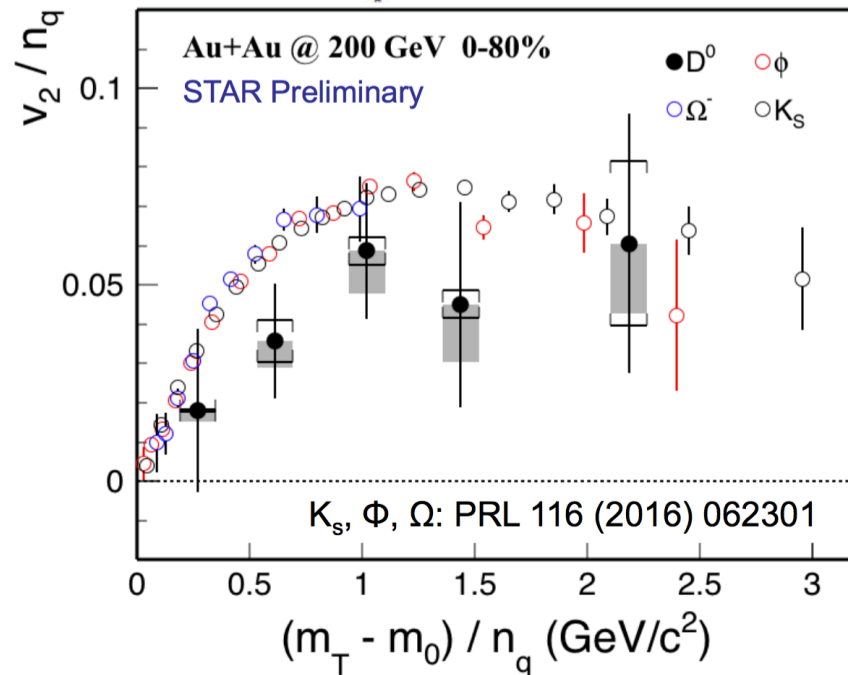 Au+Au @ 200 GeV 0-80%
STAR Preliminary
D⁰
ϕ
Ω⁻
K_S
v₂ / n_q
0.1
0.05
0
K_s, Φ, Ω: PRL 116 (2016) 062301
0 0.5 1 1.5 2 2.5 3
(m_T - m₀) / n_q (GeV/c²)